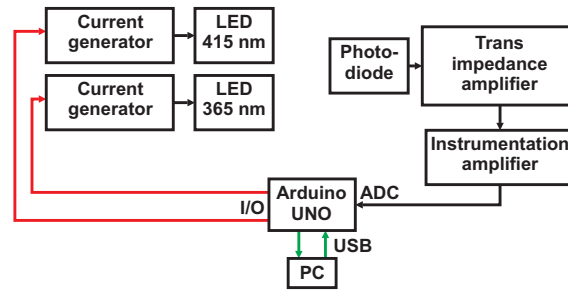 Current
generator
LED
415 nm
Current
generator
LED
365 nm
Photo-
diode
Trans
impedance
amplifier
Instrumentation
amplifier
Arduino
UNO
ADC
I/O
USB
PC